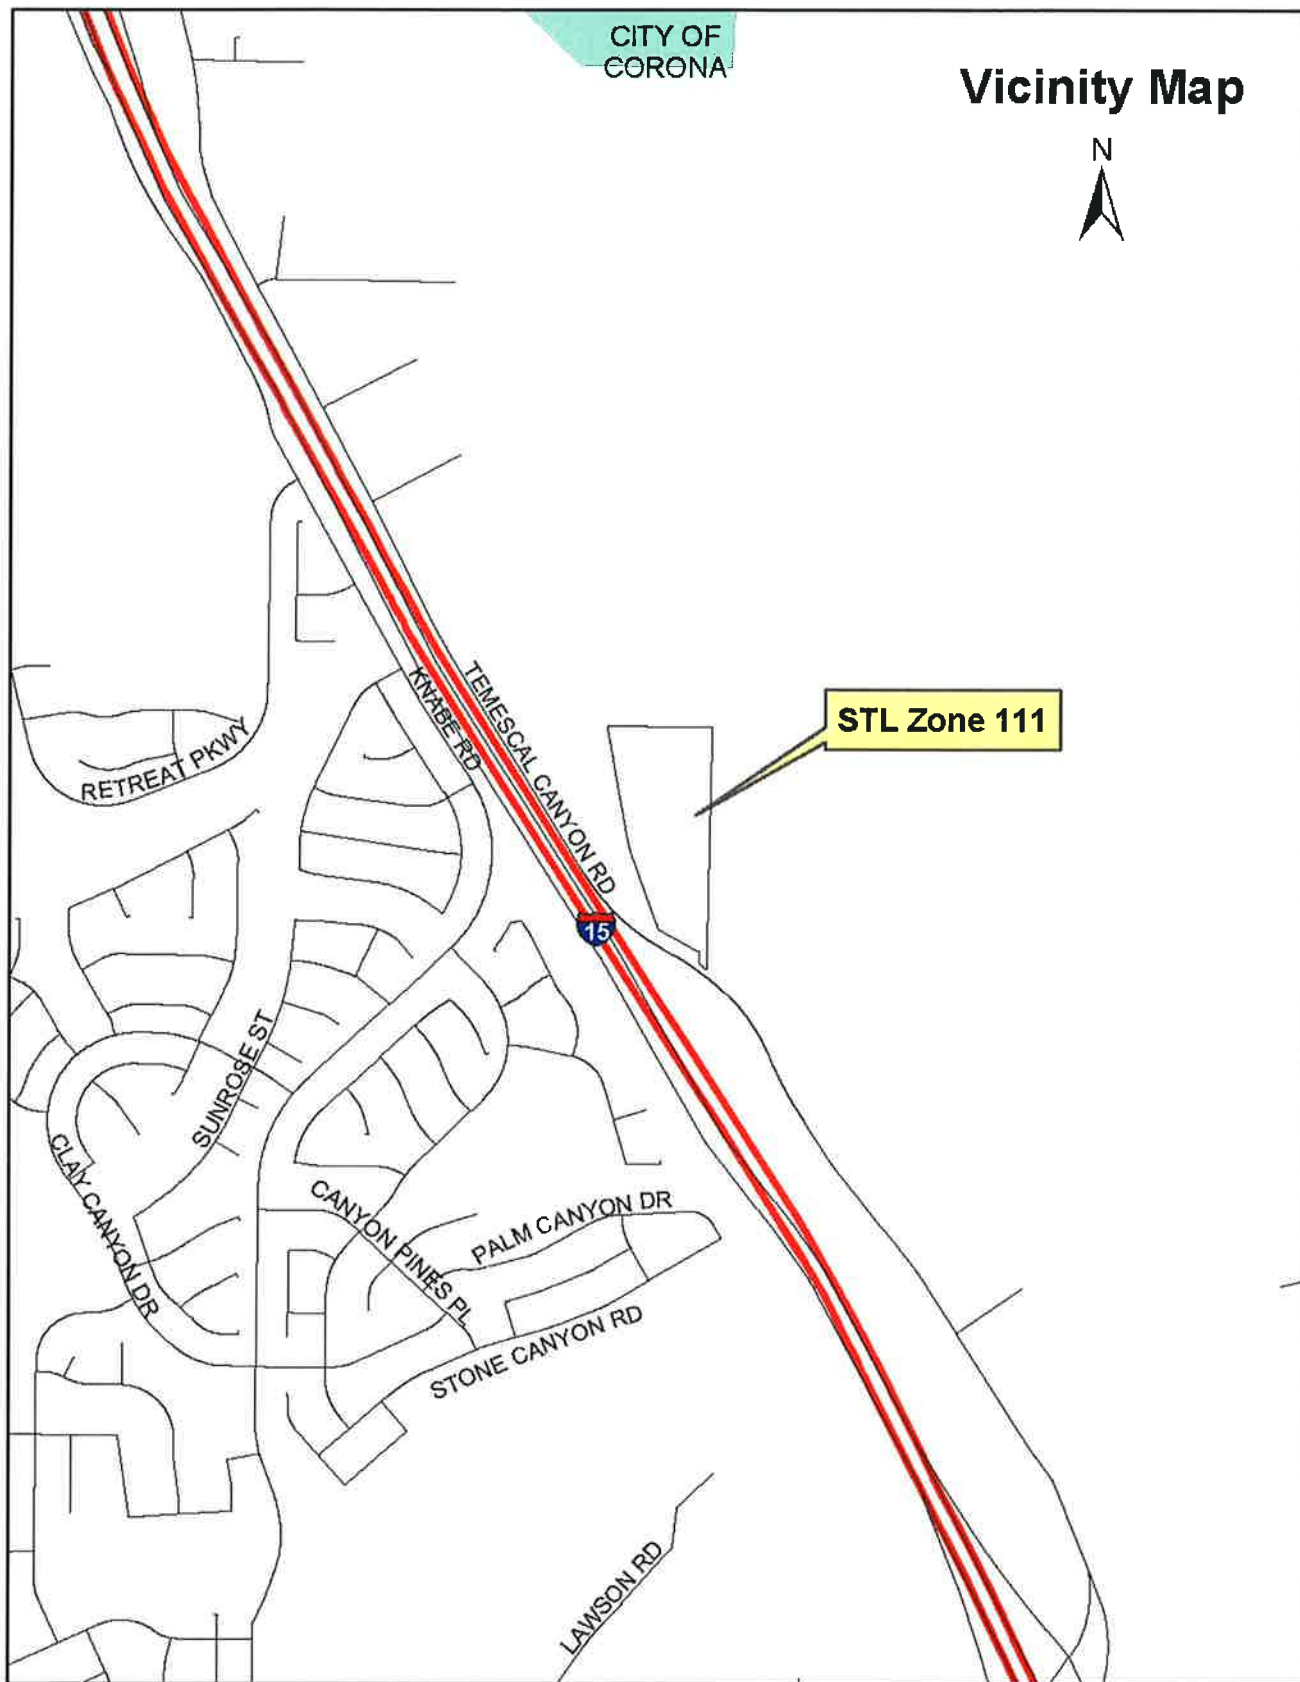 CITY OF
CORONA
Vicinity Map
N
TEMESCAL CANYON RD
KNABE RD
STL Zone 111
RETREAT PKWY
15
SUNROSE ST
CLAY CANYON DR
CANYON PINES PL
PALM CANYON DR
STONE CANYON RD
LAWSON RD